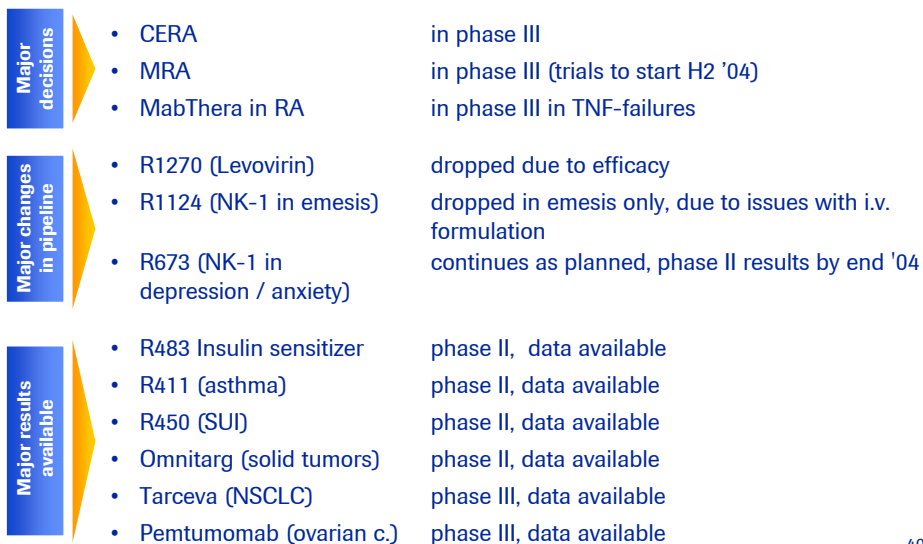 Major decisions
• CERA in phase III
• MRA in phase III (trials to start H2 ’04)
• MabThera in RA in phase III in TNF-failures
Major changes in pipeline
• R1270 (Levovirin) dropped due to efficacy
• R1124 (NK-1 in emesis) dropped in emesis only, due to issues with i.v.
formulation
• R673 (NK-1 in continues as planned, phase II results by end '04
depression / anxiety)
Major results available
• R483 Insulin sensitizer phase II, data available
• R411 (asthma) phase II, data available
• R450 (SUI) phase II, data available
• Omnitarg (solid tumors) phase II, data available
• Tarceva (NSCLC) phase III, data available
• Pemtumomab (ovarian c.) phase III, data available